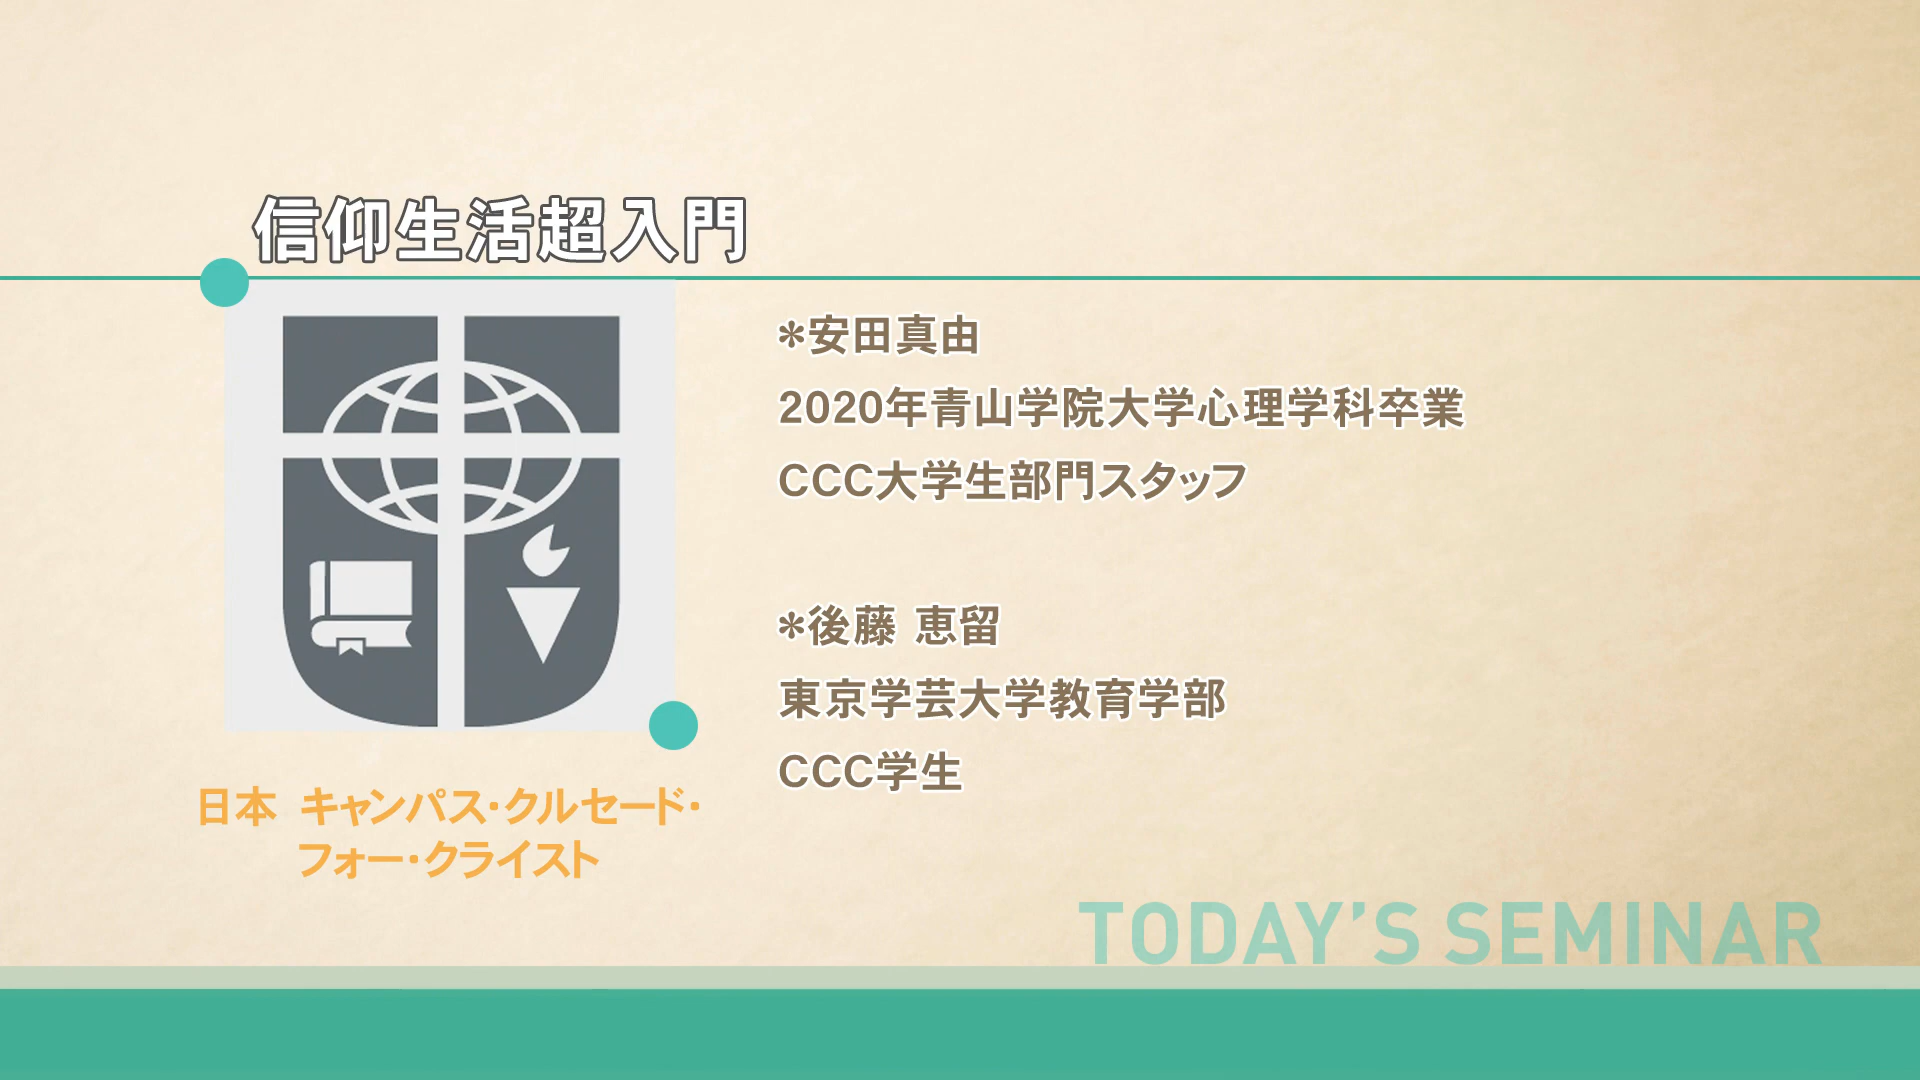 信仰生活超入門
*安田真由
2020年青山学院大学心理学科卒業
CCC大学生部門スタッフ
*後藤 恵留
東京学芸大学教育学部
CCC学生
日本 キャンパス・クルセード・
フォー・クライスト
TODAY'S SEMINAR